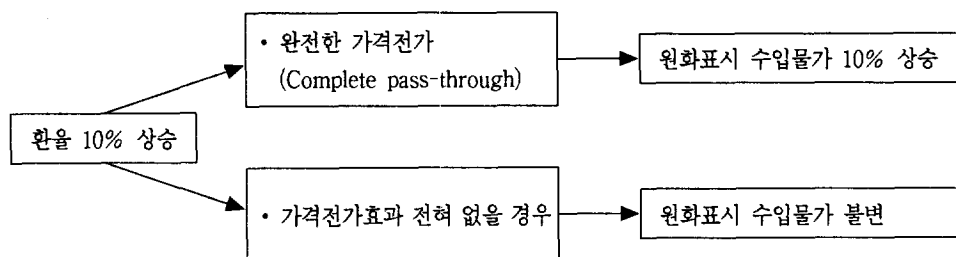 환율 10% 상승
• 완전한 가격전가
(Complete pass-through)
원화표시 수입물가 10% 상승
• 가격전가효과 전혀 없을 경우
원화표시 수입물가 불변